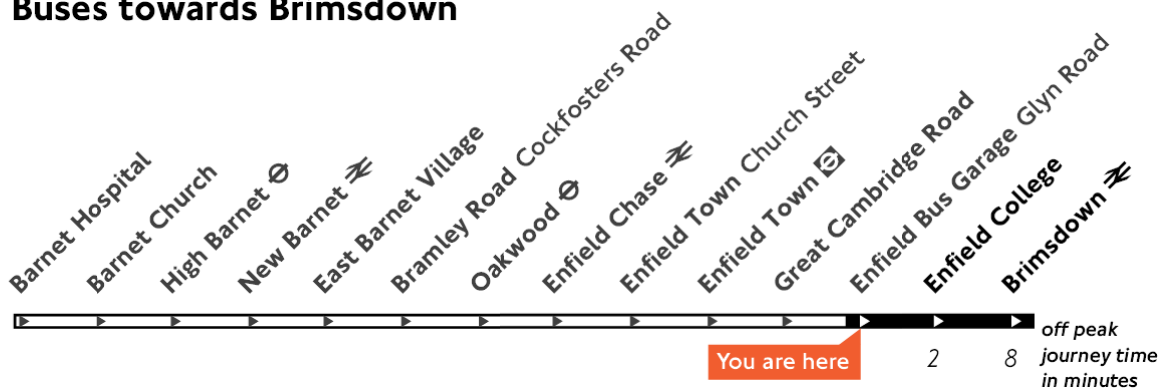 Buses towards Brimsdown
Barnet Hospital
Barnet Church
High Barnet
New Barnet
East Barnet Village
Bramley Road Cockfosters Road
Oakwood
Enfield Chase
Enfield Town Church Street
Enfield Town
Great Cambridge Road
Enfield Bus Garage Glyn Road
Enfield College
Brimsdown
You are here
2
8
off peak
journey time
in minutes